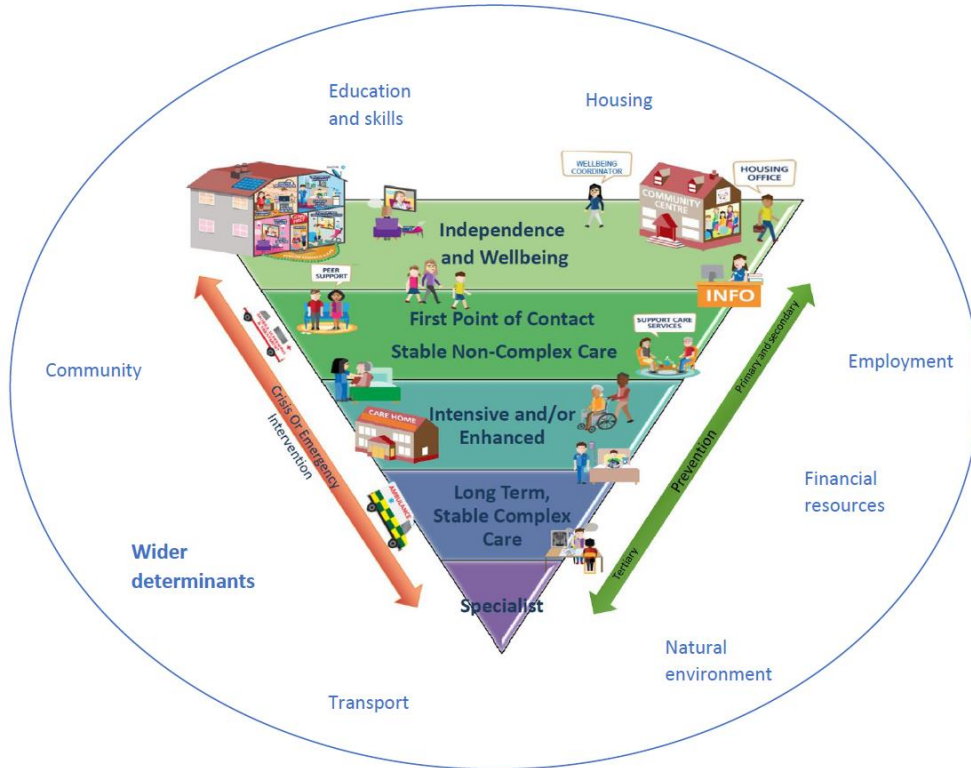 Education
and skills
Housing
WELLBEING
COORDINATOR
HOUSING
OFFICE
COMMUNITY
CENTRE
Independence
and Wellbeing
PEER
SUPPORT
INFO
First Point of Contact
Stable Non-Complex Care
SUPPORT CARE
SERVICES
Community
Employment
Crisis Or Emergency
Intervention
Primary and secondary
Prevention
Tertiary
CARE HOME
Intensive and/or
Enhanced
AMBULANCE
Long Term,
Stable Complex
Care
Financial
resources
Wider
determinants
Specialist
Natural
environment
Transport